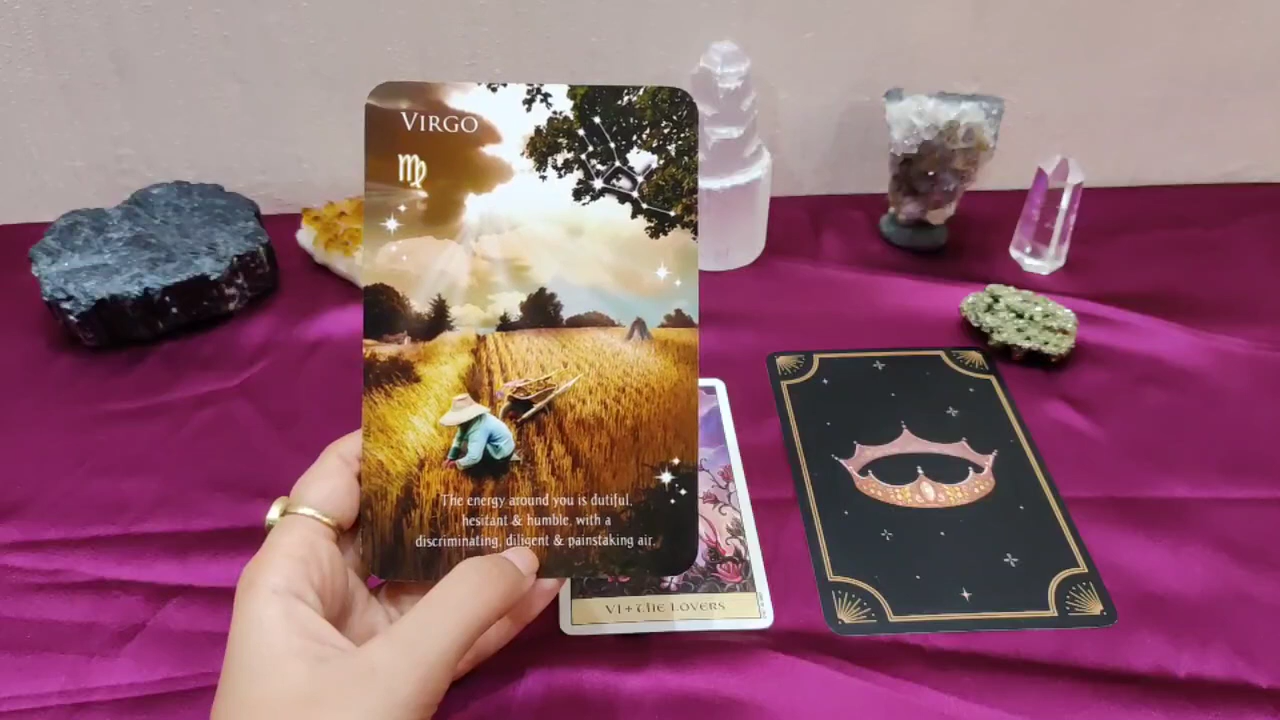 VIRGO
♍
The energy around you is dutiful,
hesitant & humble, with a
discriminating, diligent & painstaking air.
VI+THE LOVERS